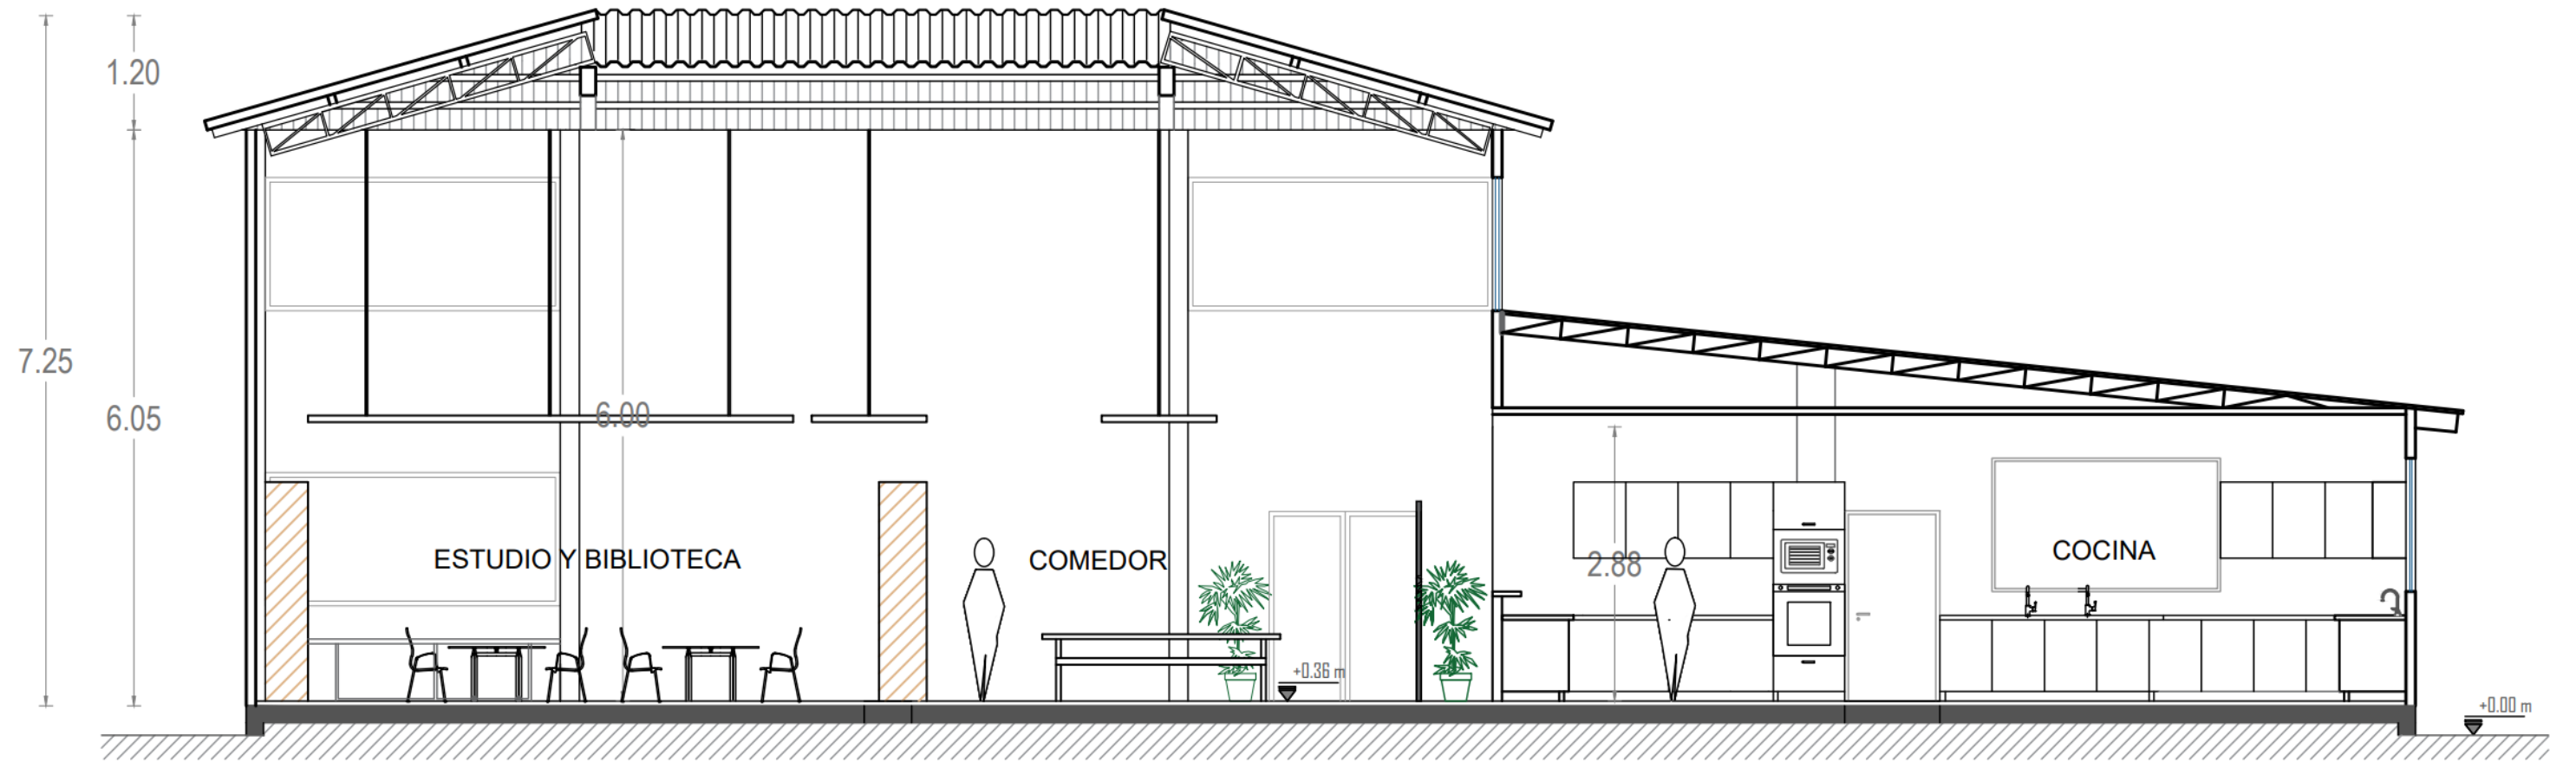 1.20
7.25
6.05
6.00
ESTUDIO Y BIBLIOTECA
COMEDOR
2.88
COCINA
+0.36 m
+0.00 m